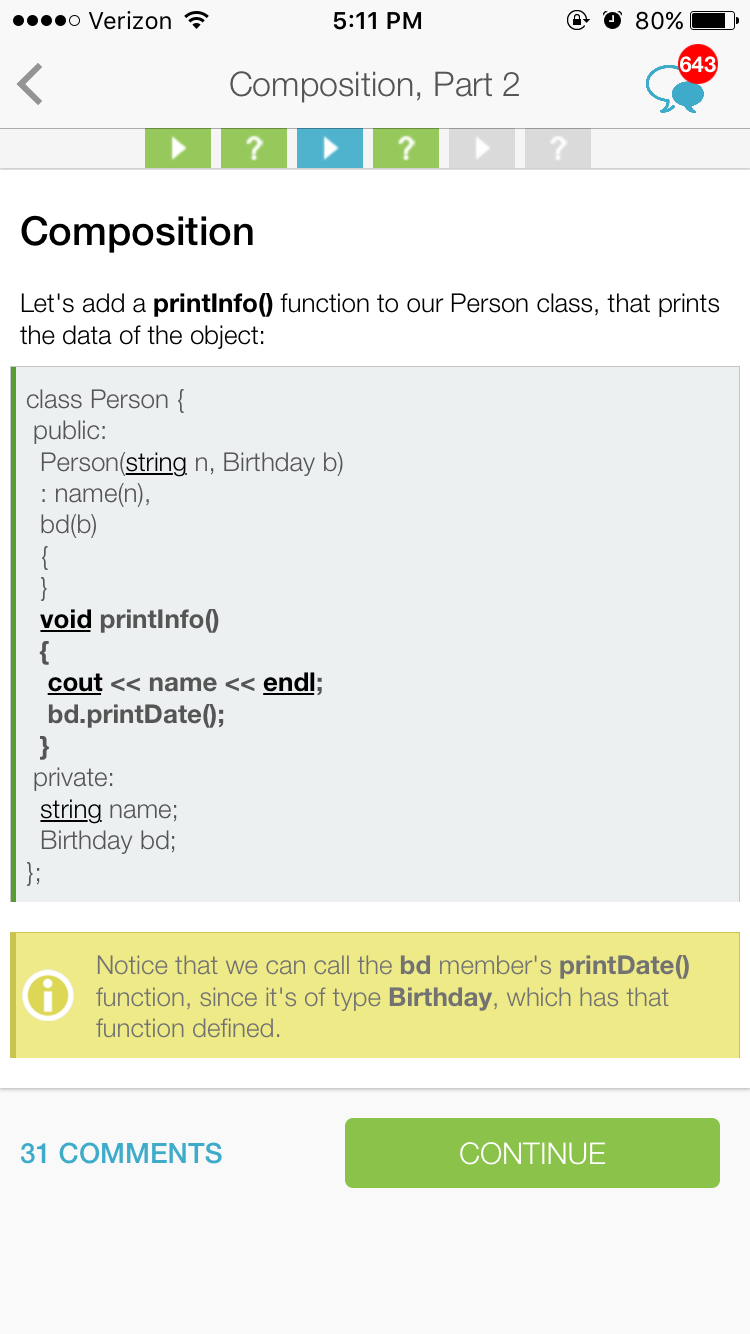 Verizon 5:11 PM 80%
Composition, Part 2
643
? ? ?
Composition
Let's add a printInfo() function to our Person class, that prints
the data of the object:
class Person {
public:
Person(string n, Birthday b)
: name(n),
bd(b)
{
}
void printInfo()
{
cout << name << endl;
bd.printDate();
}
private:
string name;
Birthday bd;
};
Notice that we can call the bd member's printDate()
function, since it's of type Birthday, which has that
function defined.
31 COMMENTS CONTINUE